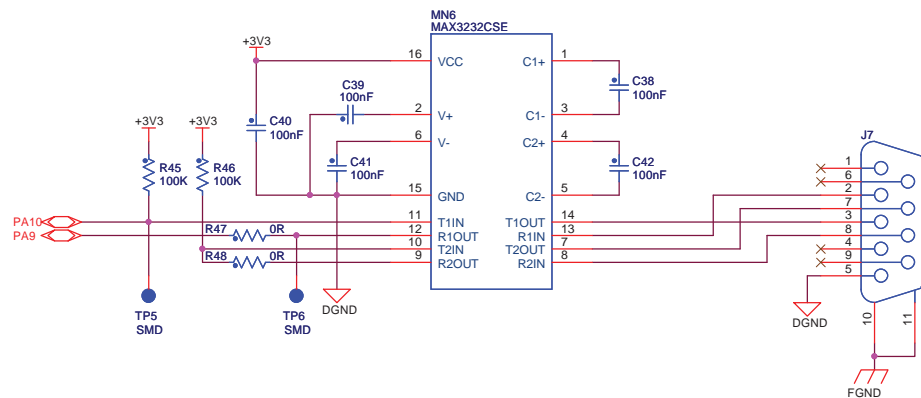 MN6
MAX3232CSE
+3V3
16
VCC
C1+
1
C39
100nF
C38
100nF
2
V+
C1-
3
+3V3
+3V3
C40
100nF
6
V-
C2+
4
J7
R45
100K
R46
100K
C41
100nF
C42
100nF
1
6
15
GND
C2-
5
2
7
PA10
11
T1IN
T1OUT
14
3
PA9
R47
0R
12
R1OUT
R1IN
13
8
10
T2IN
T2OUT
7
4
R48
0R
9
R2OUT
R2IN
8
9
5
TP5
SMD
TP6
SMD
DGND
DGND
10
11
FGND